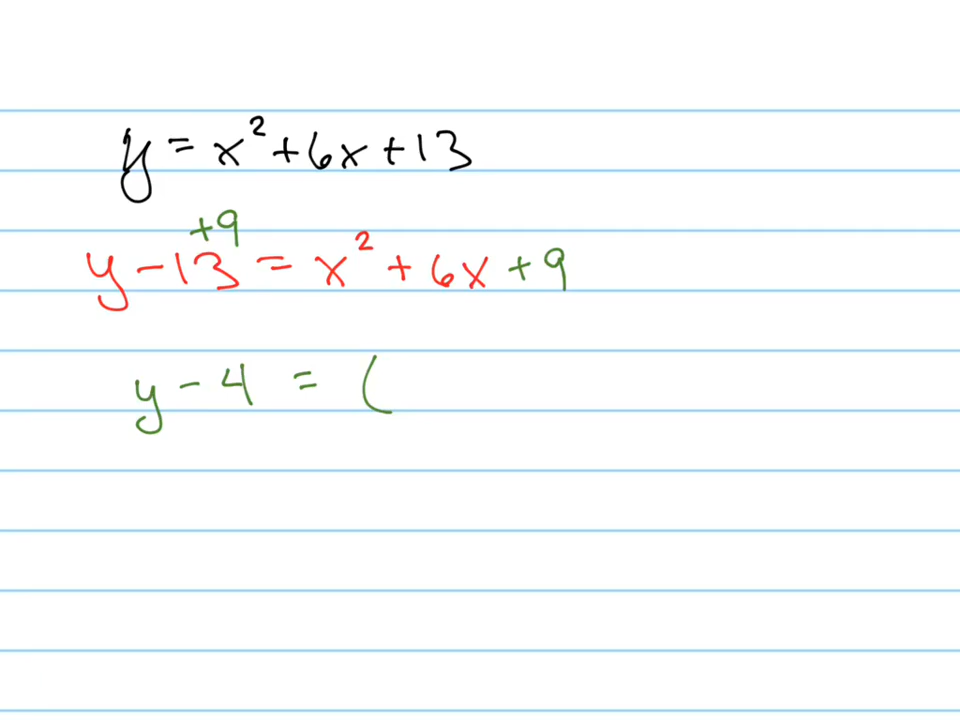 y = x² + 6x + 13
+9
y - 13 = x² + 6x + 9
y - 4 = (